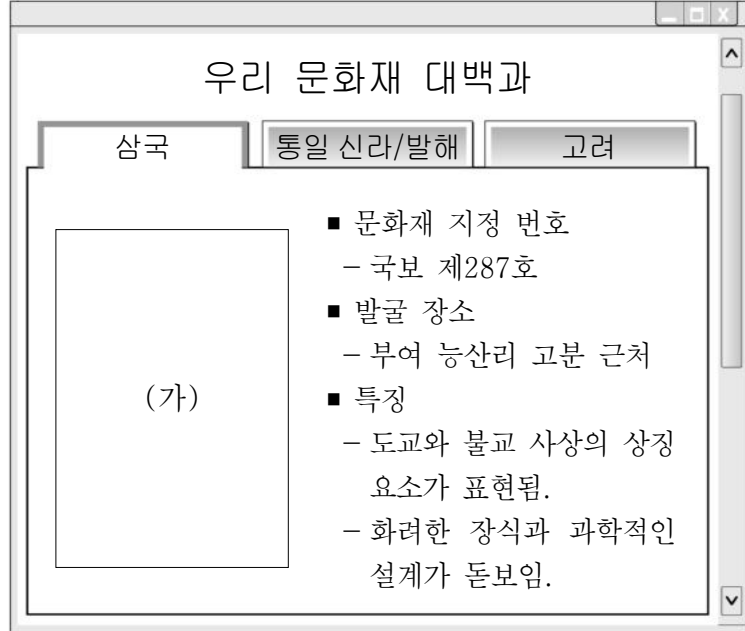 우리 문화재 대백과
삼국
통일 신라/발해
고려
(가)
■ 문화재 지정 번호
– 국보 제287호
■ 발굴 장소
– 부여 능산리 고분 근처
■ 특징
– 도교와 불교 사상의 상징
요소가 표현됨.
– 화려한 장식과 과학적인
설계가 돋보임.